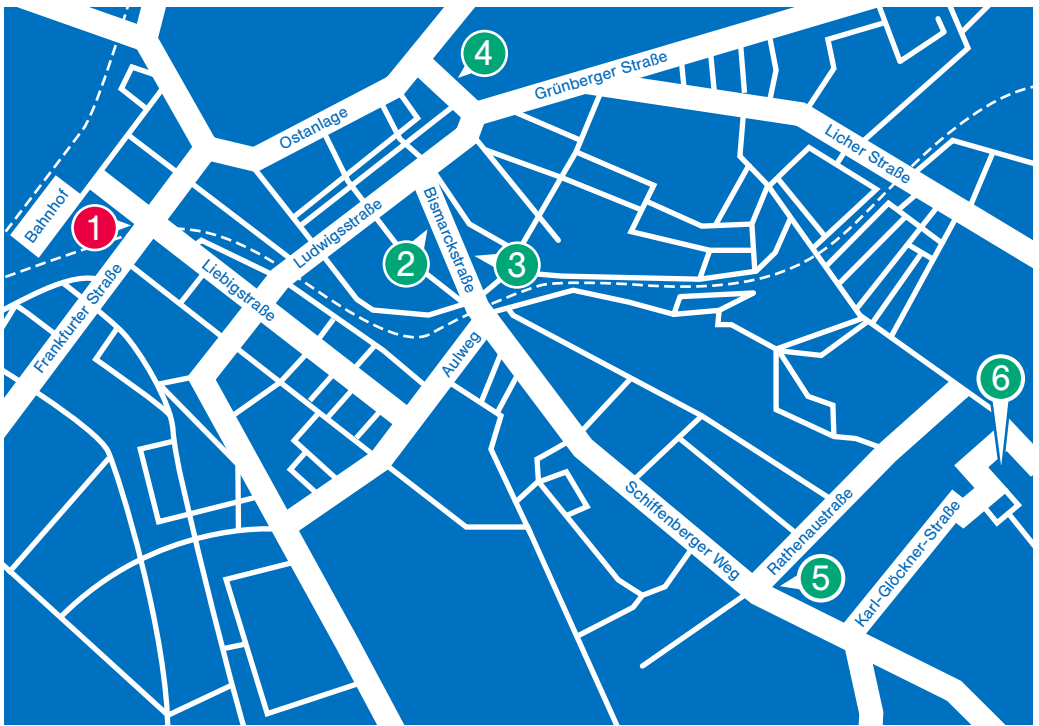 4
Grünberger Straße
Ostanlage
Licher Straße
Bahnhof
1
Ludwigsstraße
Bismarckstraße
2
3
Liebigstraße
Frankfurter Straße
Aulweg
6
Schiffenberger Weg
Rathenaustraße
5
Karl-Glöckner-Straße